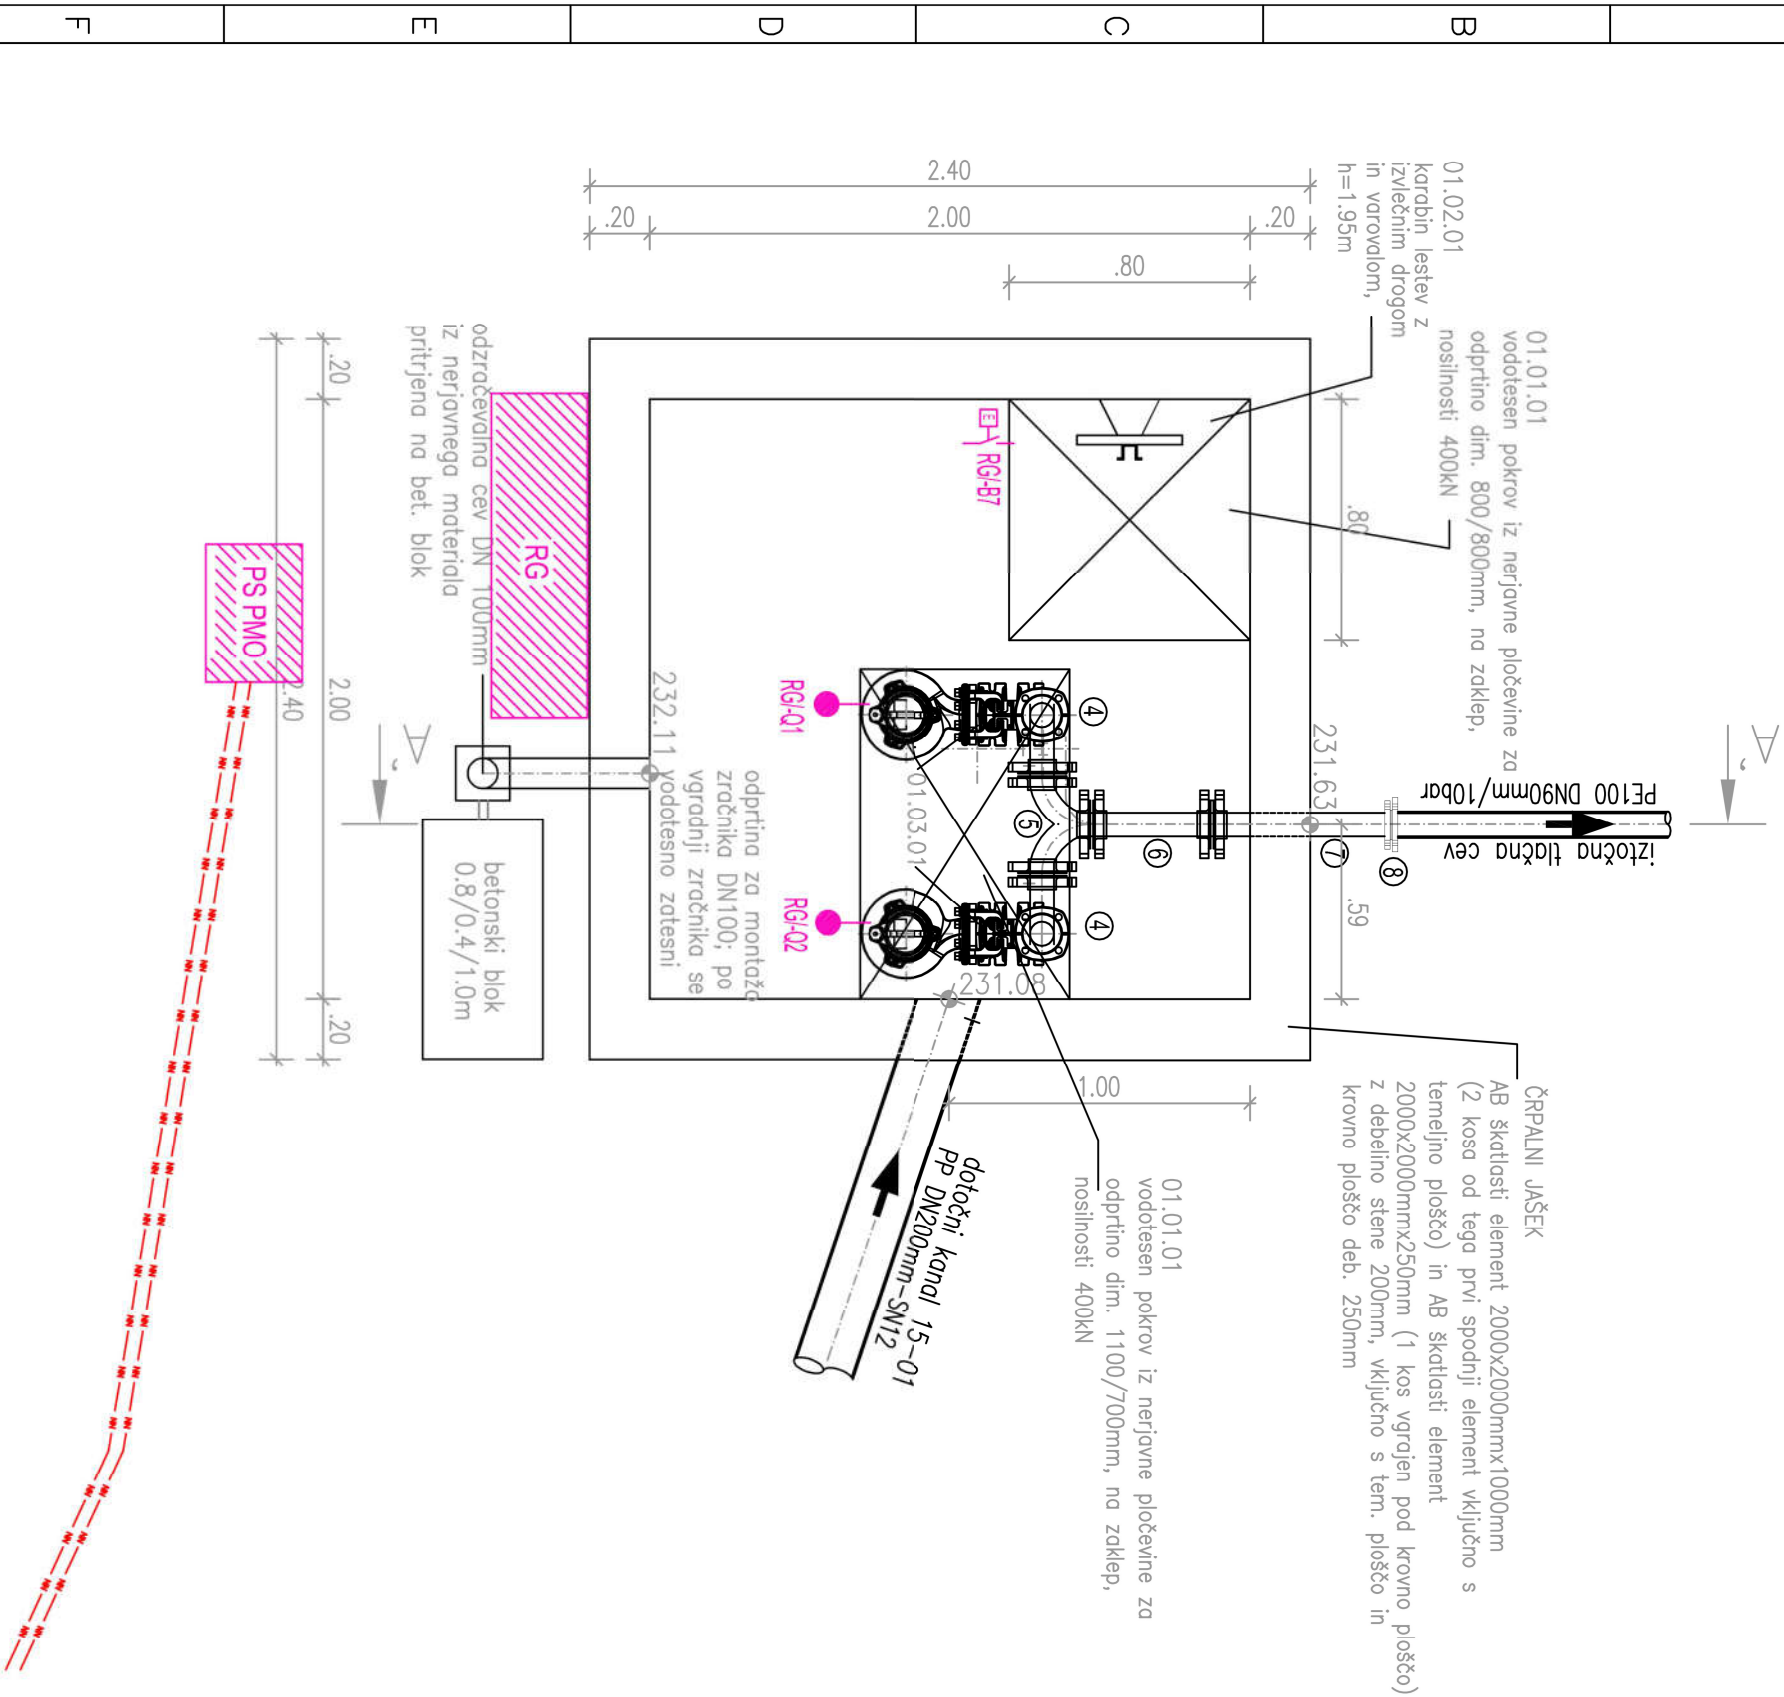 F
E
D
C
B
2.40
.20
2.00
.20
.80
01.02.01
karabin lestev z
izvlečnim drogom
in varovalom,
h=1.95m
01.01.01
vodotesen pokrov iz nerjavne pločevine za
odprtino dim. 800/800mm, na zaklep,
nosilnosti 400kN
.80
A'
231.63
PE100 DN90mm/10bar
iztočna tlačna cev
.59
E
RG/-B7
RG/-Q1
RG/-Q2
4
5
6
7
8
4
01.03.01
231.08
232.11
odprtina za montažo
zračnika DN100; po
vgradnji zračnika se
vodotesno zatesni
odzračevalna cev DN 100mm
iz nerjavnega materiala
pritrjena na bet. blok
RG
PS PMO
.20
2.00
.20
2.40
A'
betonski blok
0.8/0.4/1.0m
1.00
dotočni kanal 15-01
PP DN200mm-SN12
01.01.01
vodotesen pokrov iz nerjavne pločevine za
odprtino dim. 1100/700mm, na zaklep,
nosilnosti 400kN
ČRPALNI JAŠEK
AB škatlasti element 2000x2000mmx1000mm
(2 kosa od tega prvi spodnji element vključno s
temeljno ploščo) in AB škatlasti element
2000x2000mmx250mm (1 kos vgrajen pod krovno ploščo)
z debelino stene 200mm, vključno s tem. ploščo in
krovno ploščo deb. 250mm